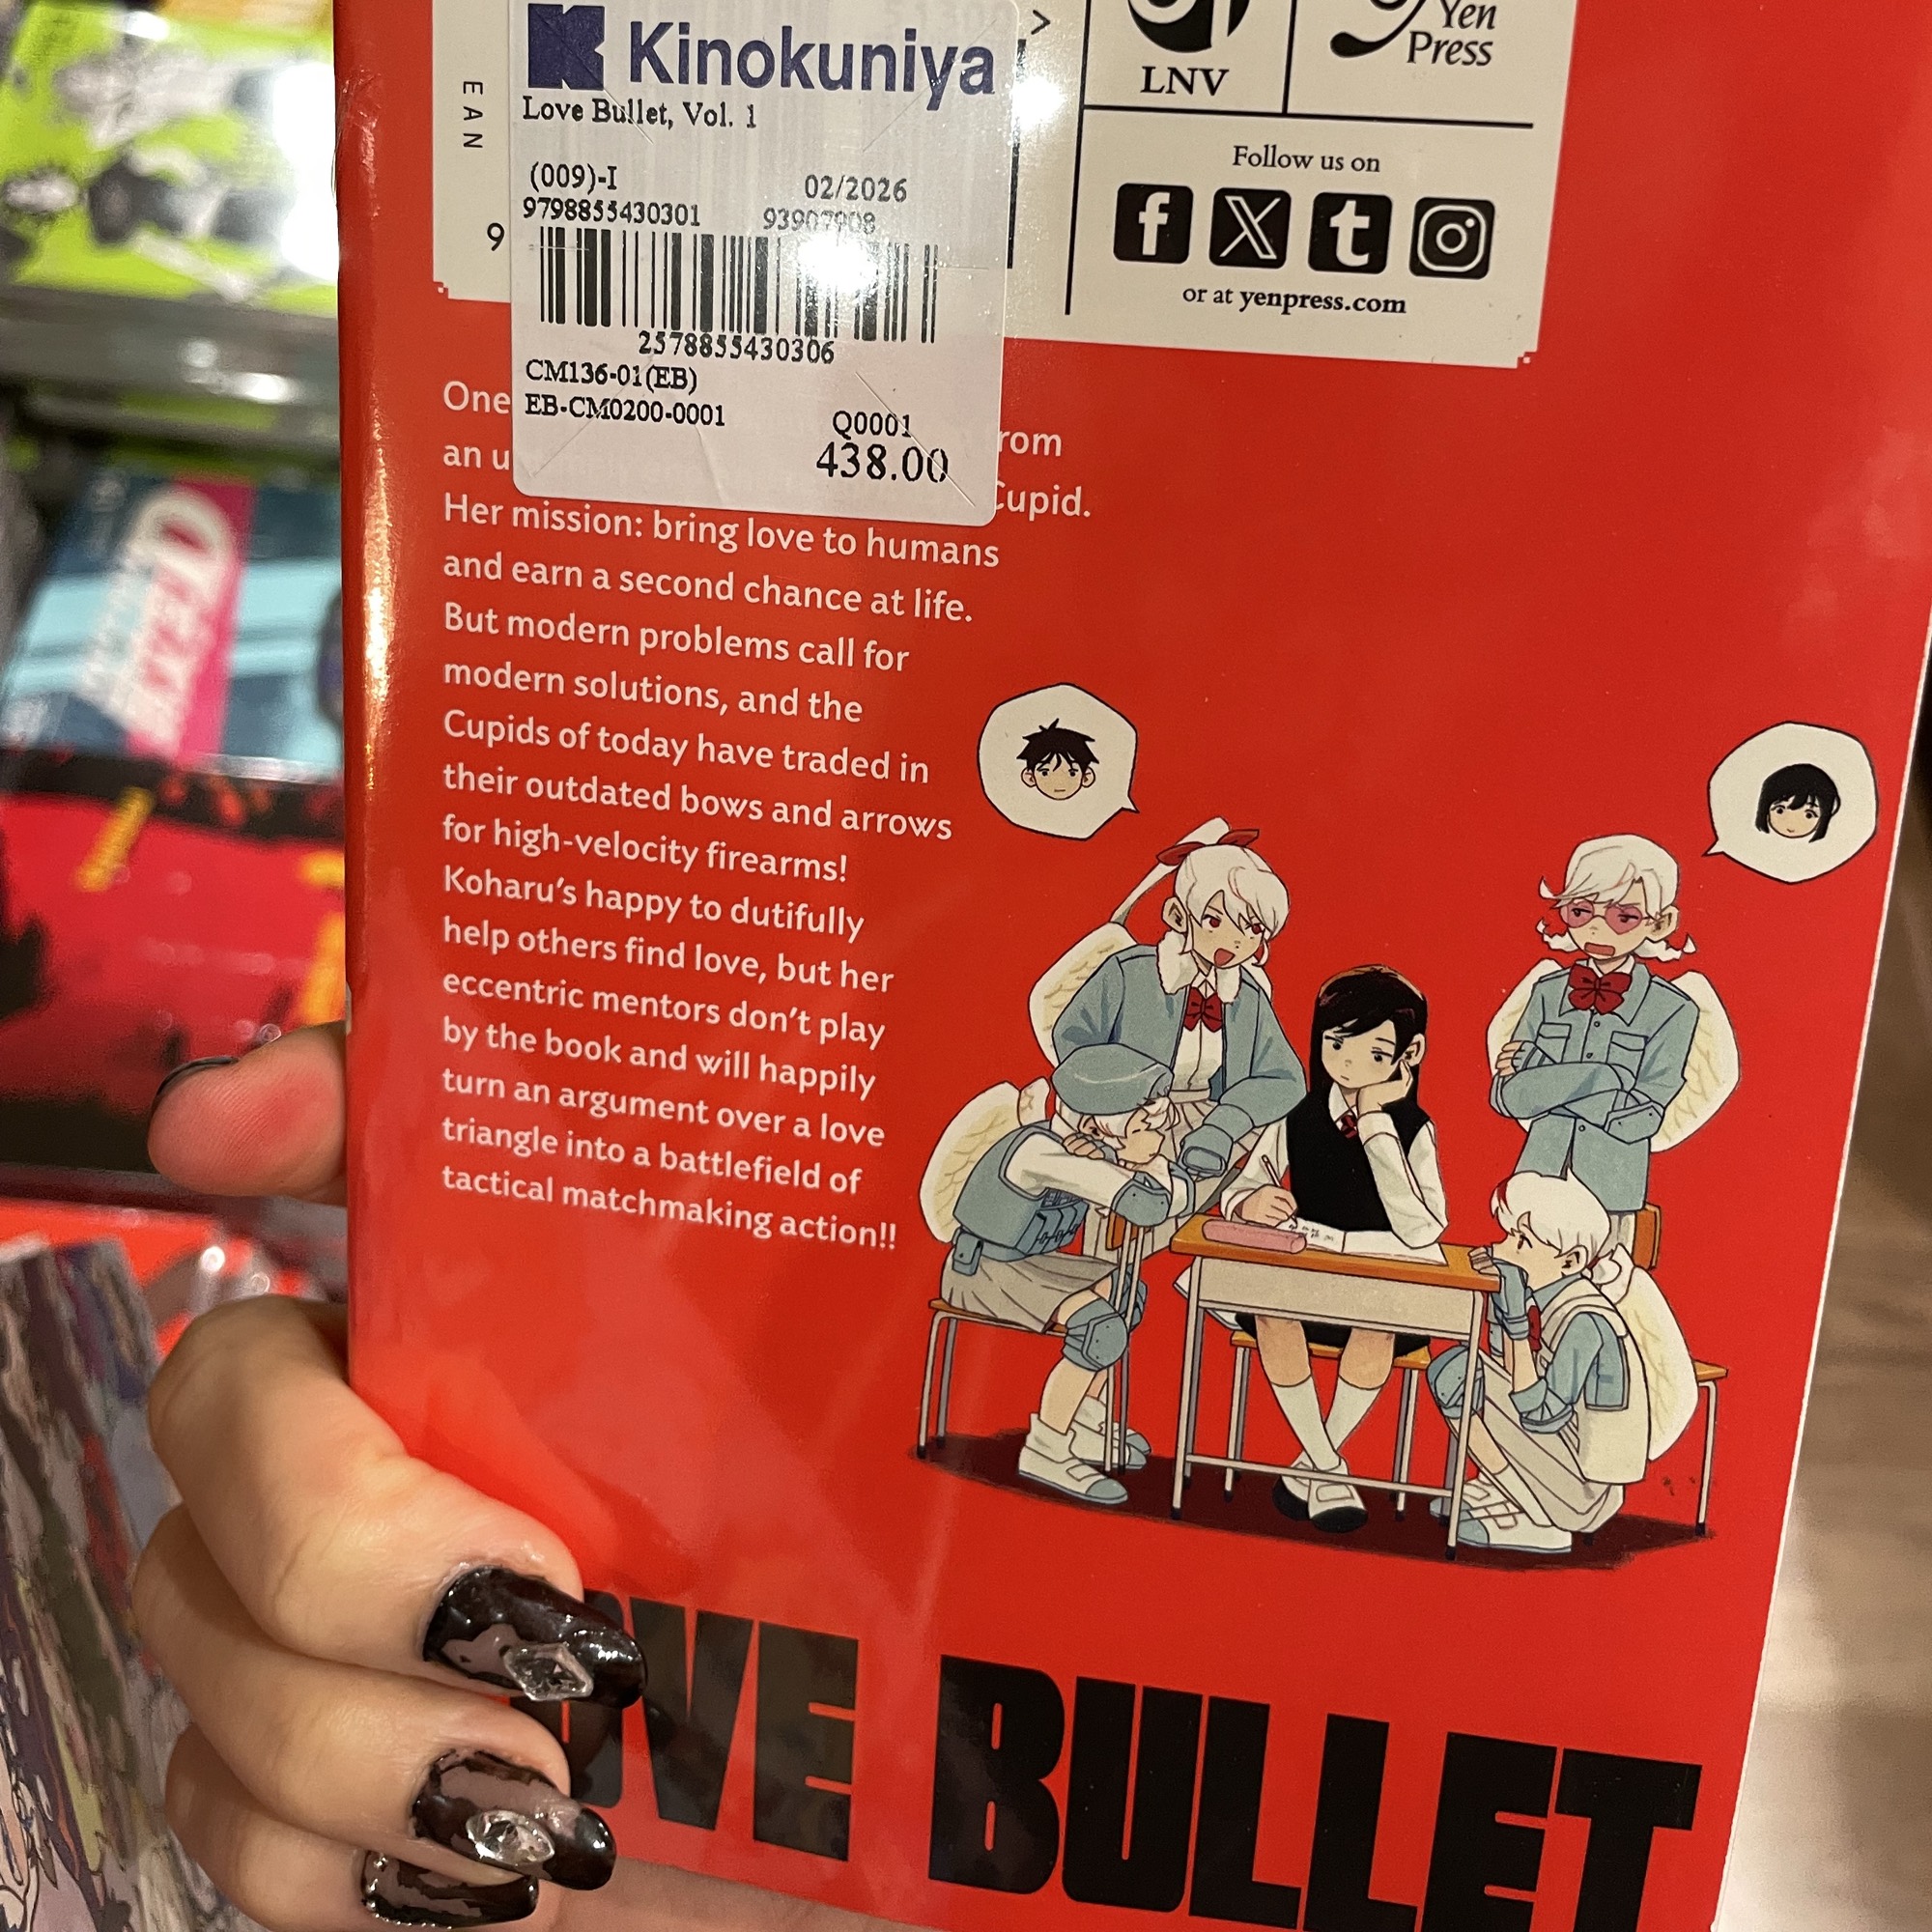 Kinokuniya
Love Bullet, Vol. 1
(009)-I 02/2026
9798855430301
2578855430306
CM136-01(EB)
EB-CM0200-0001 Q0001
438.00
EAN
9
>
LNV
Yen
Press
Follow us on
f X t
or at yenpress.com
One
an u
Cupid.
Her mission: bring love to humans
and earn a second chance at life.
But modern problems call for
modern solutions, and the
Cupids of today have traded in
their outdated bows and arrows
for high-velocity firearms!
Koharu's happy to dutifully
help others find love, but her
eccentric mentors don't play
by the book and will happily
turn an argument over a love
triangle into a battlefield of
tactical matchmaking action!!
OVE BULLET